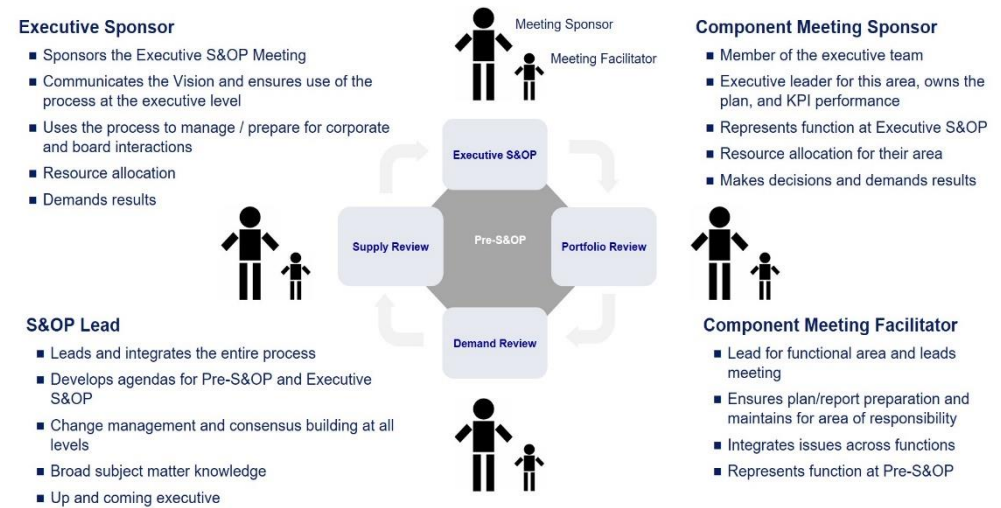 Executive Sponsor
■ Sponsors the Executive S&OP Meeting
■ Communicates the Vision and ensures use of the
process at the executive level
■ Uses the process to manage / prepare for corporate
and board interactions
■ Resource allocation
■ Demands results
Meeting Sponsor
Meeting Facilitator
Component Meeting Sponsor
■ Member of the executive team
■ Executive leader for this area, owns the
plan, and KPI performance
■ Represents function at Executive S&OP
■ Resource allocation for their area
■ Makes decisions and demands results
Executive S&OP
Supply Review
Pre-S&OP
Portfolio Review
Demand Review
S&OP Lead
■ Leads and integrates the entire process
■ Develops agendas for Pre-S&OP and Executive
S&OP
■ Change management and consensus building at all
levels
■ Broad subject matter knowledge
■ Up and coming executive
Component Meeting Facilitator
■ Lead for functional area and leads
meeting
■ Ensures plan/report preparation and
maintains for area of responsibility
■ Integrates issues across functions
■ Represents function at Pre-S&OP